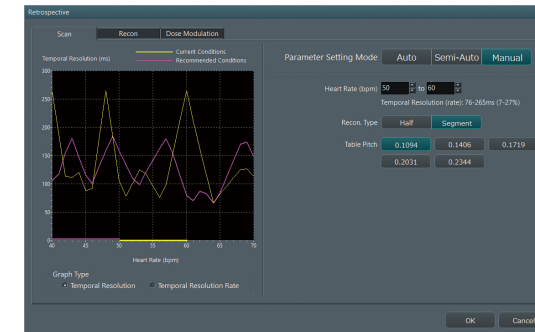 Retrospective
Scan Recon Dose Modulation
Current Conditions
Temporal Resolution (ms) Recommended Conditions
300
250
200
150
100
50
0
40 45 50 55 60 65 70
Heart Rate (bpm)
Graph Type
Temporal Resolution Temporal Resolution Rate
Parameter Setting Mode Auto Semi-Auto Manual
Heart Rate (bpm) 50 to 60
Temporal Resolution (rate): 76-265ms (7-27%)
Recon. Type Half Segment
Table Pitch 0.1094 0.1406 0.1719
0.2031 0.2344
OK Cancel